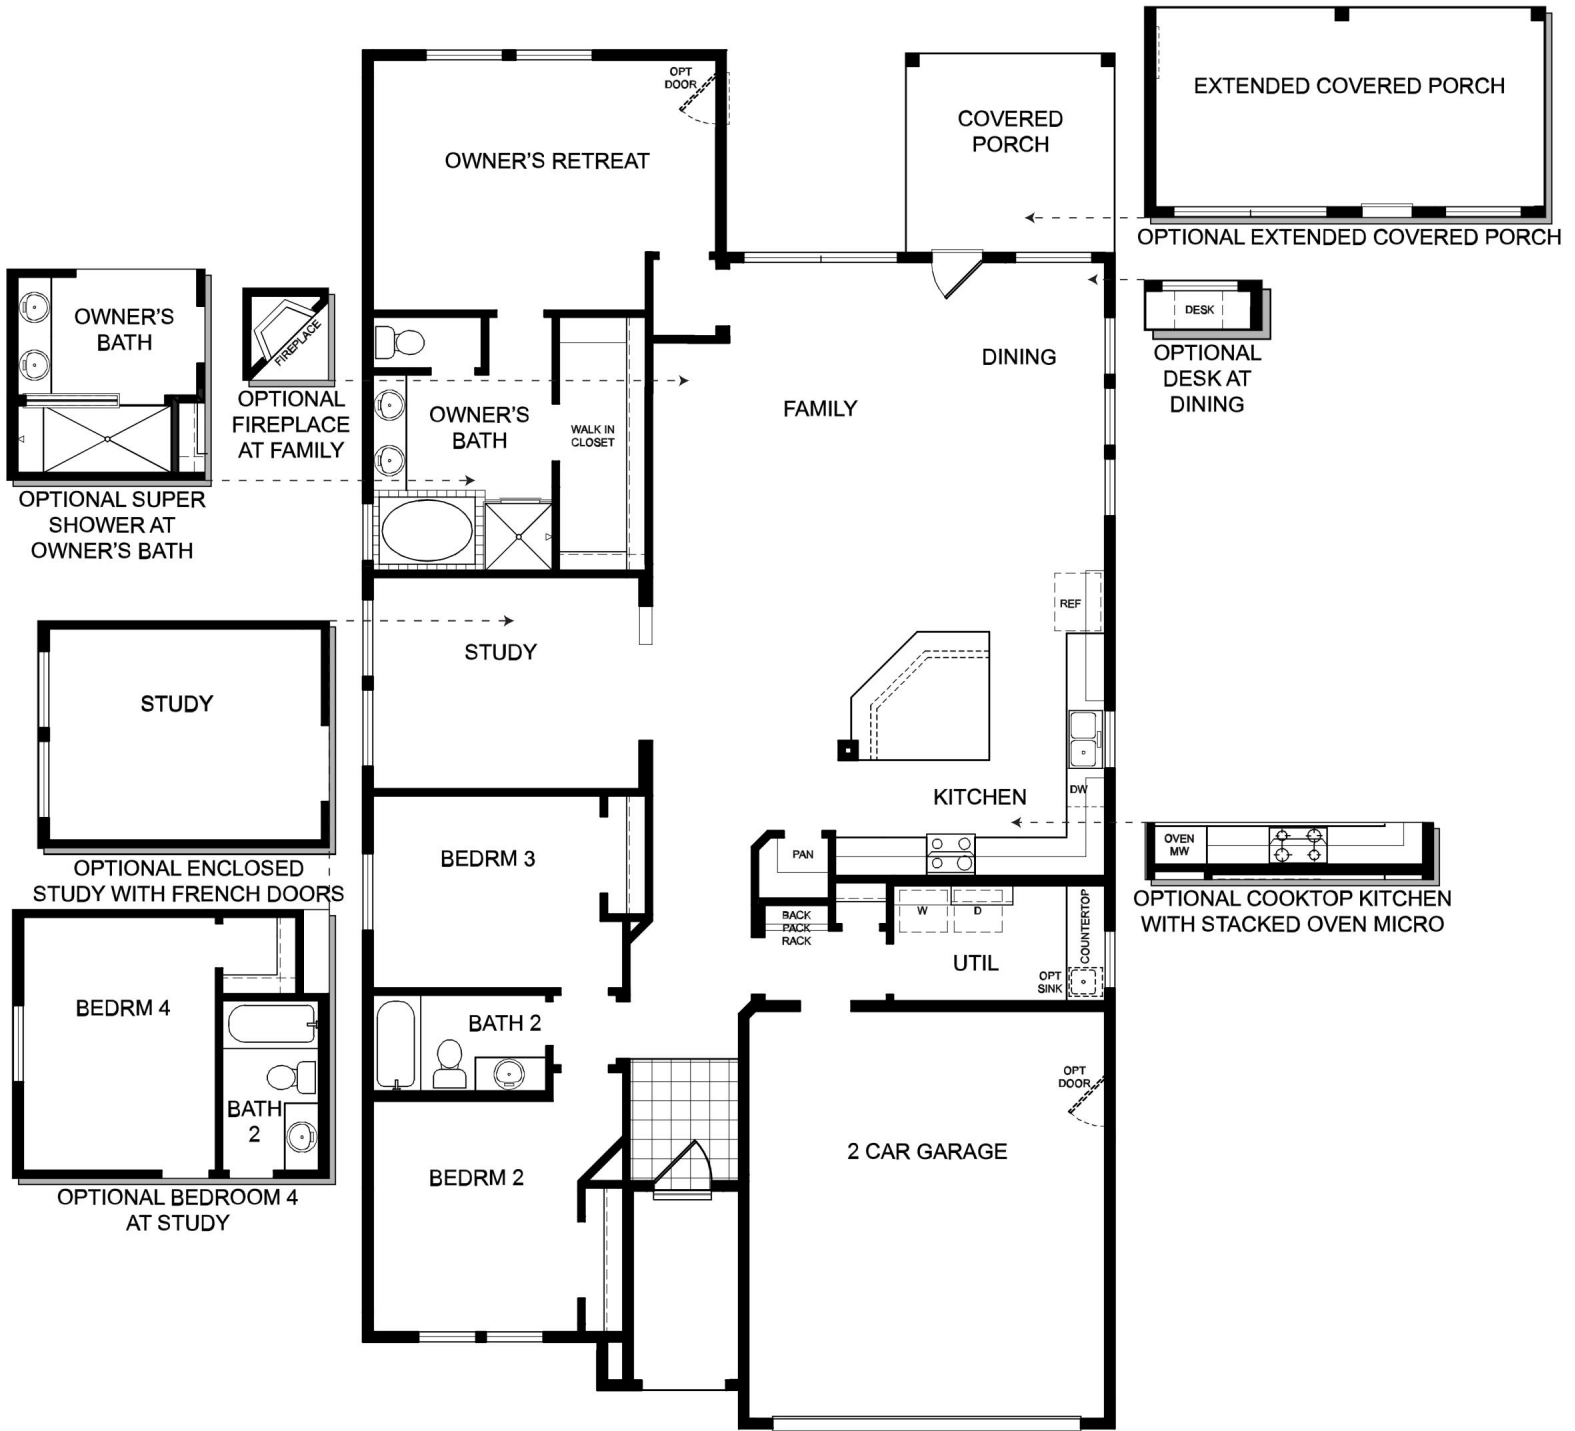 OPT
DOOR
OWNER'S RETREAT
COVERED
PORCH
EXTENDED COVERED PORCH
OPTIONAL EXTENDED COVERED PORCH
OWNER'S
BATH
OPTIONAL SUPER
SHOWER AT
OWNER'S BATH
FIREPLACE
OPTIONAL
FIREPLACE
AT FAMILY
OWNER'S
BATH
WALK IN
CLOSET
FAMILY
DINING
DESK
OPTIONAL
DESK AT
DINING
STUDY
OPTIONAL ENCLOSED
STUDY WITH FRENCH DOORS
STUDY
REF
KITCHEN
DW
PAN
OVEN
MW
OPTIONAL COOKTOP KITCHEN
WITH STACKED OVEN MICRO
BEDRM 3
BACK
PACK
RACK
W
D
COUNTERTOP
UTIL
OPT
SINK
BEDRM 4
BATH
2
OPTIONAL BEDROOM 4
AT STUDY
BATH 2
BEDRM 2
OPT
DOOR
2 CAR GARAGE